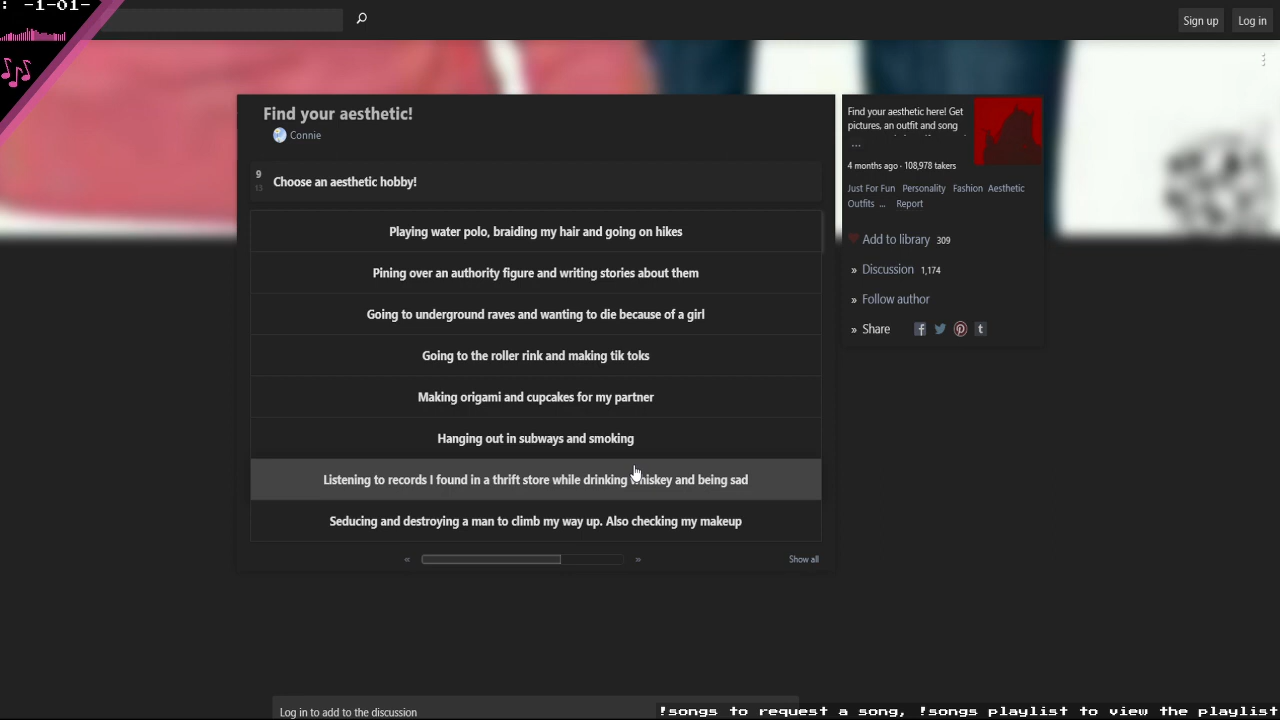 : -1-01-
Sign up
Log in
Find your aesthetic!
Connie
9
13
Choose an aesthetic hobby!
Playing water polo, braiding my hair and going on hikes
Pining over an authority figure and writing stories about them
Going to underground raves and wanting to die because of a girl
Going to the roller rink and making tik toks
Making origami and cupcakes for my partner
Hanging out in subways and smoking
Listening to records I found in a thrift store while drinking whiskey and being sad
Seducing and destroying a man to climb my way up. Also checking my makeup
«
»
Show all
Find your aesthetic here! Get
pictures, an outfit and song
...
4 months ago · 108,978 takers
Just For Fun Personality Fashion Aesthetic
Outfits ... Report
Add to library 309
» Discussion 1,174
» Follow author
» Share f t
Log in to add to the discussion
!songs to request a song, !songs playlist to view the playlist